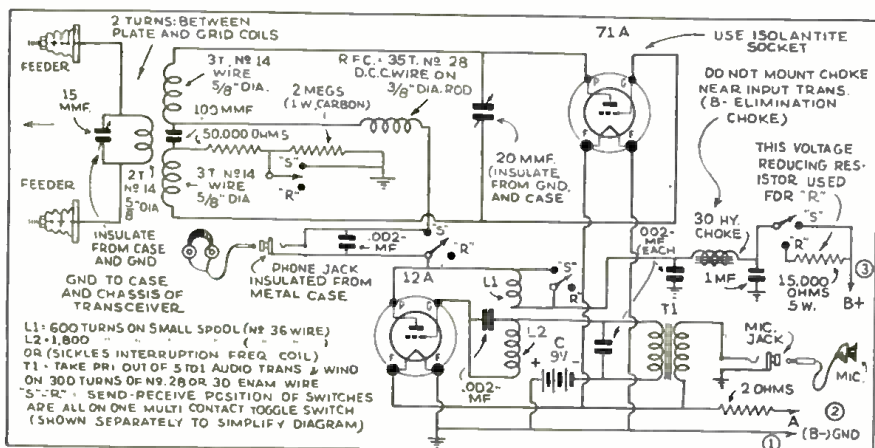 2 TURNS: BETWEEN
PLATE AND GRID COILS
FEEDER
15
MMF.
3 T. Nº 14
WIRE
5/8" DIA.
100 MMF
R.F.C.= 35T. Nº 28
D.C.C. WIRE ON
3/8" DIA. ROD
2 MEGS
(1 W. CARBON)
50,000 OHMS
"S"
"R"
71A
P
G
F
F
USE ISOLANTITE
SOCKET
DO NOT MOUNT CHOKE
NEAR INPUT TRANS.
(B- ELIMINATION
CHOKE)
20 MMF.
(INSULATE
FROM GND.
AND CASE)
THIS VOLTAGE
REDUCING RES-
ISTOR USED
FOR "R"
FEEDER
2 T
Nº 14
5/8" DIA
3 T. Nº 14
WIRE
5/8" DIA.
INSULATE
FROM CASE
AND GND
GND TO CASE
AND CHASSIS OF
TRANSCEIVER
.002-
MF
PHONE JACK
INSULATED FROM
METAL CASE
"S"
"R"
.002-
MF
(EACH
30 HY.
CHOKE
"S"
"R"
1 MF.
15,000
OHMS
5 W.
3
B+
12 A
P
G
F
F
L1
"S"
"R"
L2
.002-
MF
C
9V
+
-
T1
MIC.
JACK
MIC.
2 OHMS
A
2
1
(B-) GND
L1= 600 TURNS ON SMALL SPOOL (Nº 36 WIRE)
L2= 1,800 " " " ( " " )
OR (SICKLES INTERRUPTION FREQ COIL)
T1 = TAKE PRI OUT OF 5 TO 1 AUDIO TRANS & WIND
ON 300 TURNS OF Nº. 28 OR 30 ENAM WIRE
"S"-"R" = SEND-RECEIVE POSITION OF SWITCHES
ARE ALL ON ONE MULTI CONTACT TOGGLE SWITCH
(SHOWN SEPARATELY TO SIMPLIFY DIAGRAM)